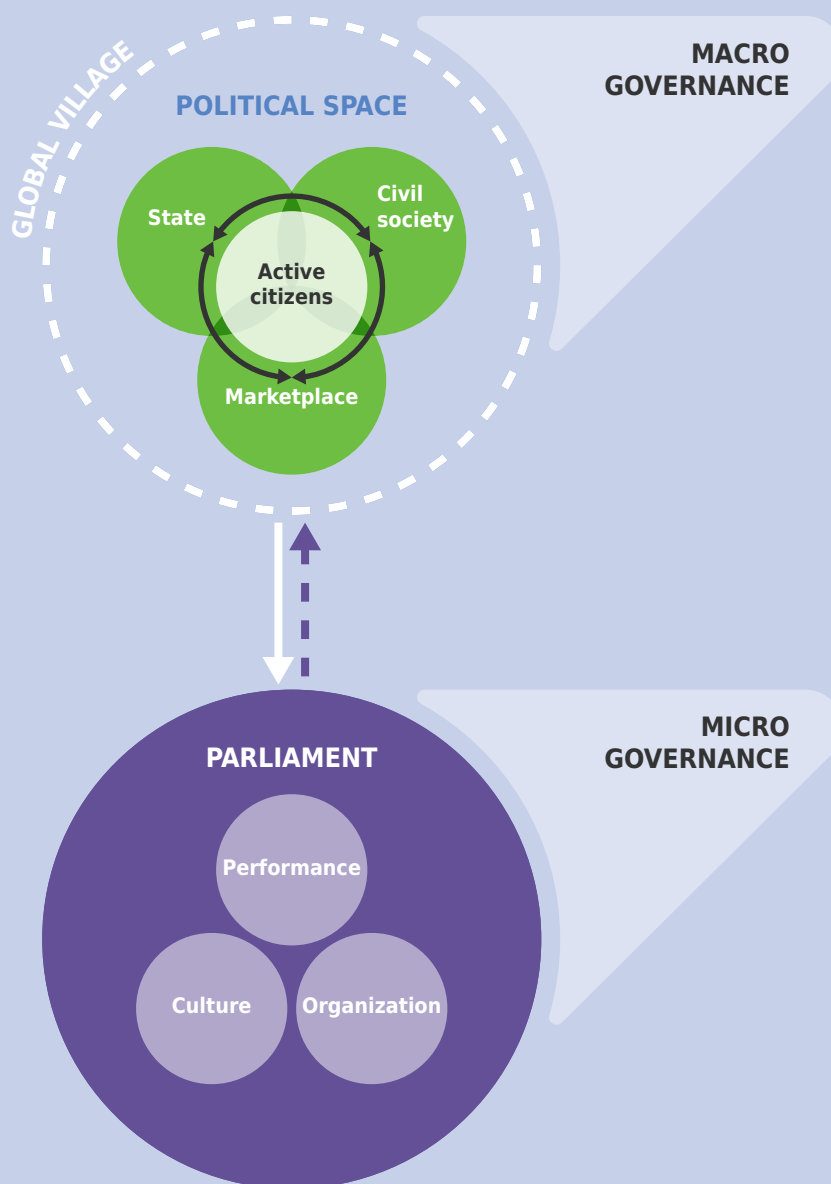 GLOBAL VILLAGE
MACRO
GOVERNANCE
POLITICAL SPACE
State
Civil
society
Active
citizens
Marketplace
MICRO
GOVERNANCE
PARLIAMENT
Performance
Culture
Organization